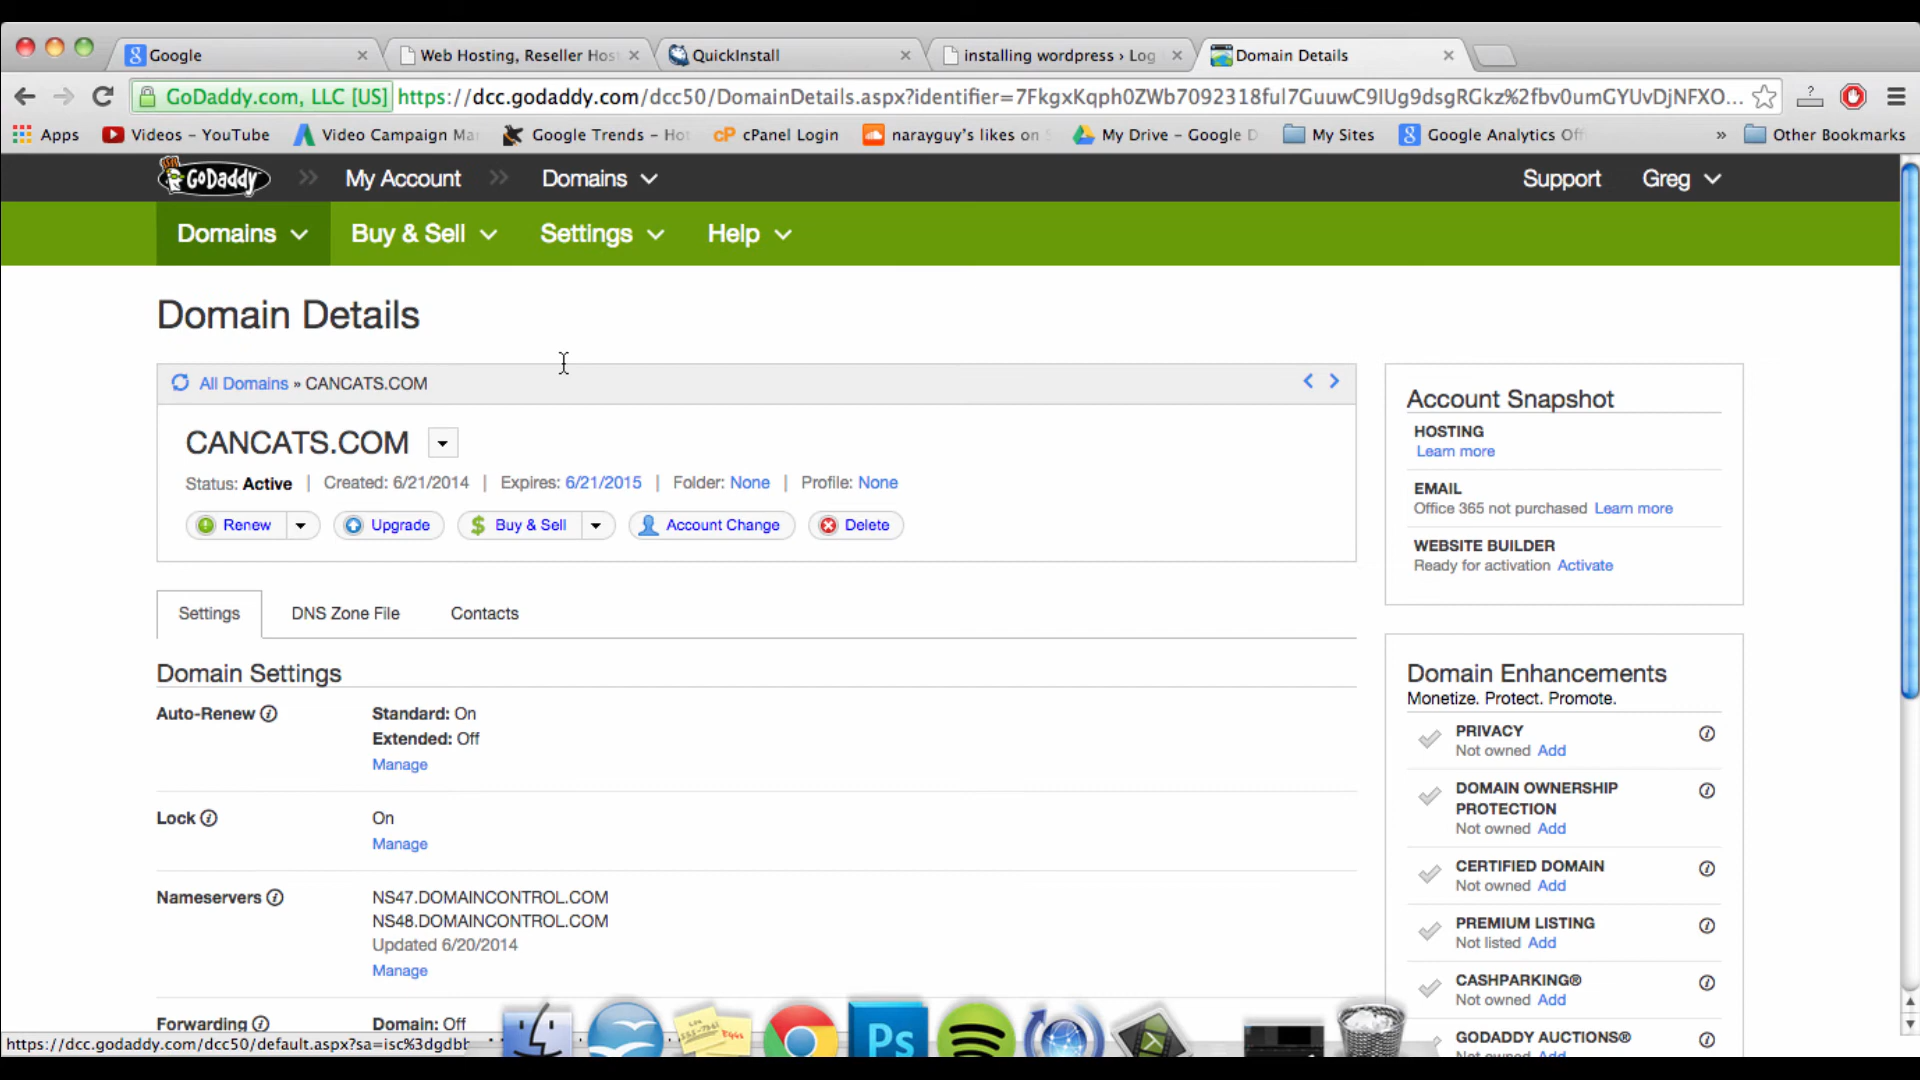 Google
Web Hosting, Reseller Hos
QuickInstall
installing wordpress › Log
Domain Details
GoDaddy.com, LLC [US] https://dcc.godaddy.com/dcc50/DomainDetails.aspx?identifier=7FkgxKqph0ZWb7092318ful7GuuwC9lUg9dsgRGkz%2fbv0umGYUvDjNFXO...
Apps
Videos - YouTube
Video Campaign Ma
Google Trends - Hot
cPanel Login
narayguy's likes on S
My Drive - Google D
My Sites
Google Analytics Off
»
Other Bookmarks
GoDaddy
My Account
Domains
Support
Greg
Domains
Buy & Sell
Settings
Help
Domain Details
All Domains » CANCATS.COM
CANCATS.COM
Status: Active | Created: 6/21/2014 | Expires: 6/21/2015 | Folder: None | Profile: None
Renew
Upgrade
Buy & Sell
Account Change
Delete
Settings
DNS Zone File
Contacts
Domain Settings
Auto-Renew
Standard: On
Extended: Off
Manage
Lock
On
Manage
Nameservers
NS47.DOMAINCONTROL.COM
NS48.DOMAINCONTROL.COM
Updated 6/20/2014
Manage
Forwarding
Domain: Off
Account Snapshot
HOSTING
Learn more
EMAIL
Office 365 not purchased Learn more
WEBSITE BUILDER
Ready for activation Activate
Domain Enhancements
Monetize. Protect. Promote.
PRIVACY
Not owned Add
DOMAIN OWNERSHIP
PROTECTION
Not owned Add
CERTIFIED DOMAIN
Not owned Add
PREMIUM LISTING
Not listed Add
CASHPARKING®
Not owned Add
GODADDY AUCTIONS®
Not owned Add
https://dcc.godaddy.com/dcc50/default.aspx?sa=isc%3dgdbb
Ps